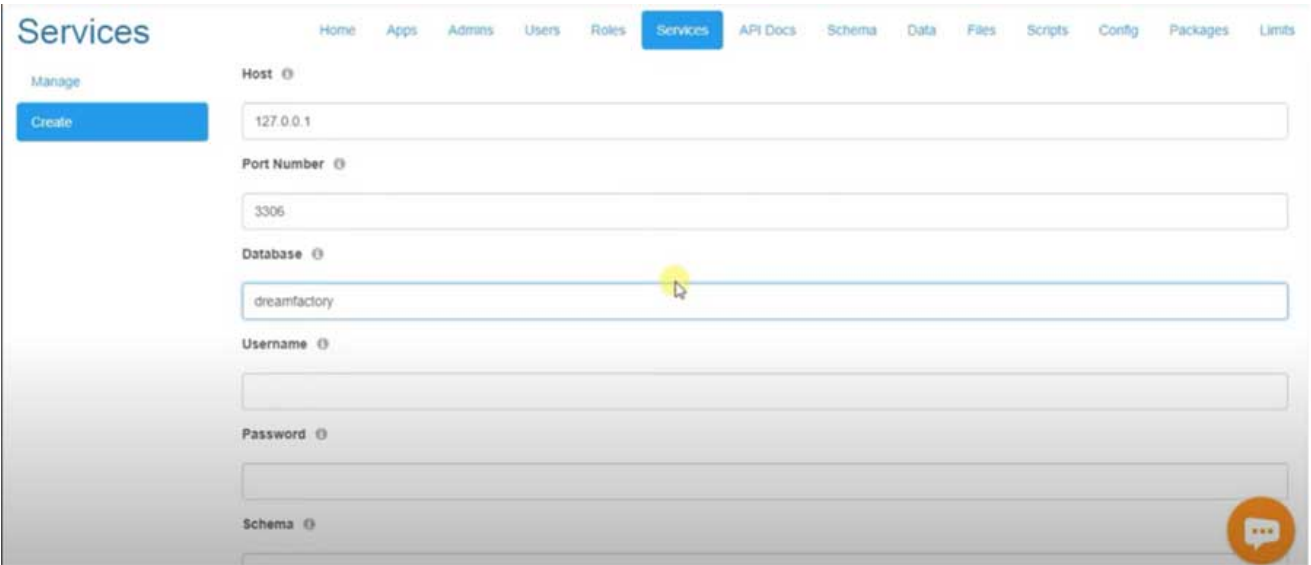 Services
Home Apps Admins Users Roles Services API Docs Schema Data Files Scripts Config Packages Limits
Manage
Create
Host
127.0.0.1
Port Number
3306
Database
dreamfactory
Username
Password
Schema